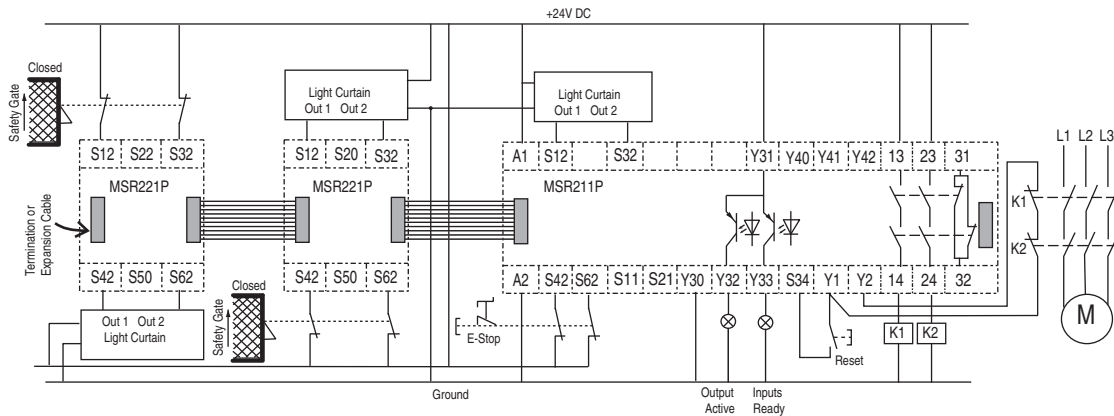 +24V DC
Closed
Safety Gate
Light Curtain
Out 1 Out 2
Light Curtain
Out 1 Out 2
L1 L2 L3
S12 S22 S32
S12 S20 S32
A1 S12 S32 Y31 Y40 Y41 Y42 13 23 31
MSR221P
MSR221P
MSR211P
K1
K2
Termination or
Expansion Cable
S42 S50 S62
S42 S50 S62
A2 S42 S62 S11 S21 Y30 Y32 Y33 S34 Y1 Y2 14 24 32
Closed
Safety Gate
Out 1 Out 2
Light Curtain
E-Stop
K1 K2
M
Reset
Ground
Output
Active
Inputs
Ready